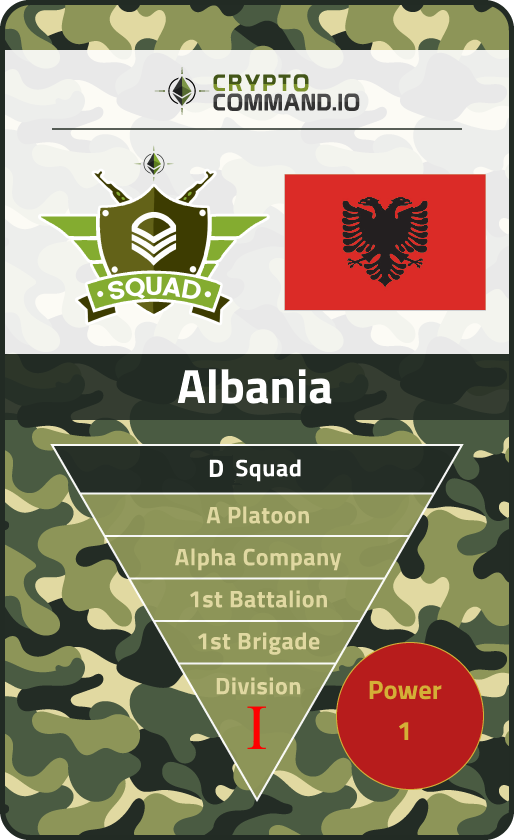 CRYPTO
COMMAND.IO
SQUAD
Albania
D Squad
A Platoon
Alpha Company
1st Battalion
1st Brigade
Division
I
Power
1